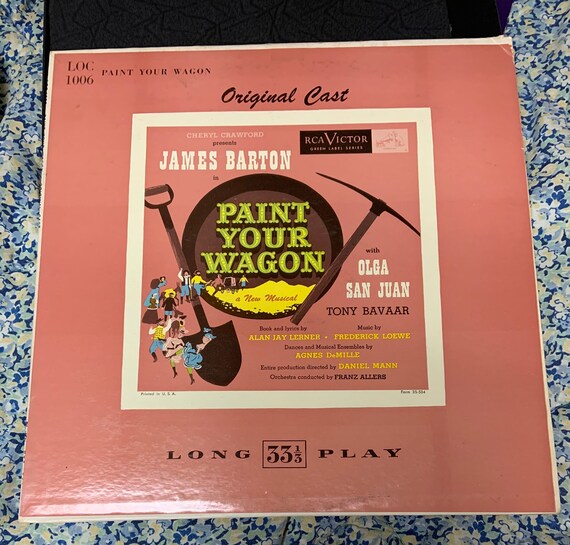 LOC
1006 PAINT YOUR WAGON
Original Cast
CHERYL CRAWFORD
presents
JAMES BARTON
in
RCA VICTOR
GREEN LABEL SERIES
PAINT
YOUR
WAGON
a New Musical
with
OLGA
SAN JUAN
TONY BAVAAR
Book and lyrics by
ALAN JAY LERNER •
Music by
FREDERICK LOEWE
Dances and Musical Ensembles by
AGNES DeMILLE
Entire production directed by DANIEL MANN
Orchestra conducted by FRANZ ALLERS
Printed in U. S. A.
LONG 33⅓ PLAY